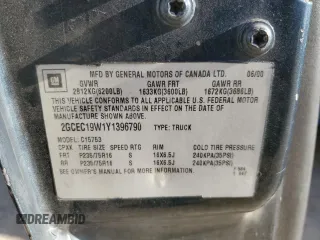 GM
MFD BY GENERAL MOTORS OF CANADA LTD. 06/00
GVWR GAWR FRT GAWR RR
2812KG(6200LB) 1633KG(3600LB) 1672KG(3686LB)
THIS VEHICLE CONFORMS TO ALL APPLICABLE U.S. FEDERAL MOTOR
VEHICLE SAFETY STANDARDS IN EFFECT ON THE DATE OF
MANUFACTURE SHOWN ABOVE.
2GCEC19W1Y1396790 TYPE: TRUCK
C15753
TIRE SIZE SPEED RTG RIM COLD TIRE PRESSURE
FRT P235/75R16 S 16X6.5J 240KPA(35PSI)
RR P235/75R16 S 16X6.5J 240KPA(35PSI)
SEE OWNER'S MANUAL FOR ADDITIONAL INFORMATION